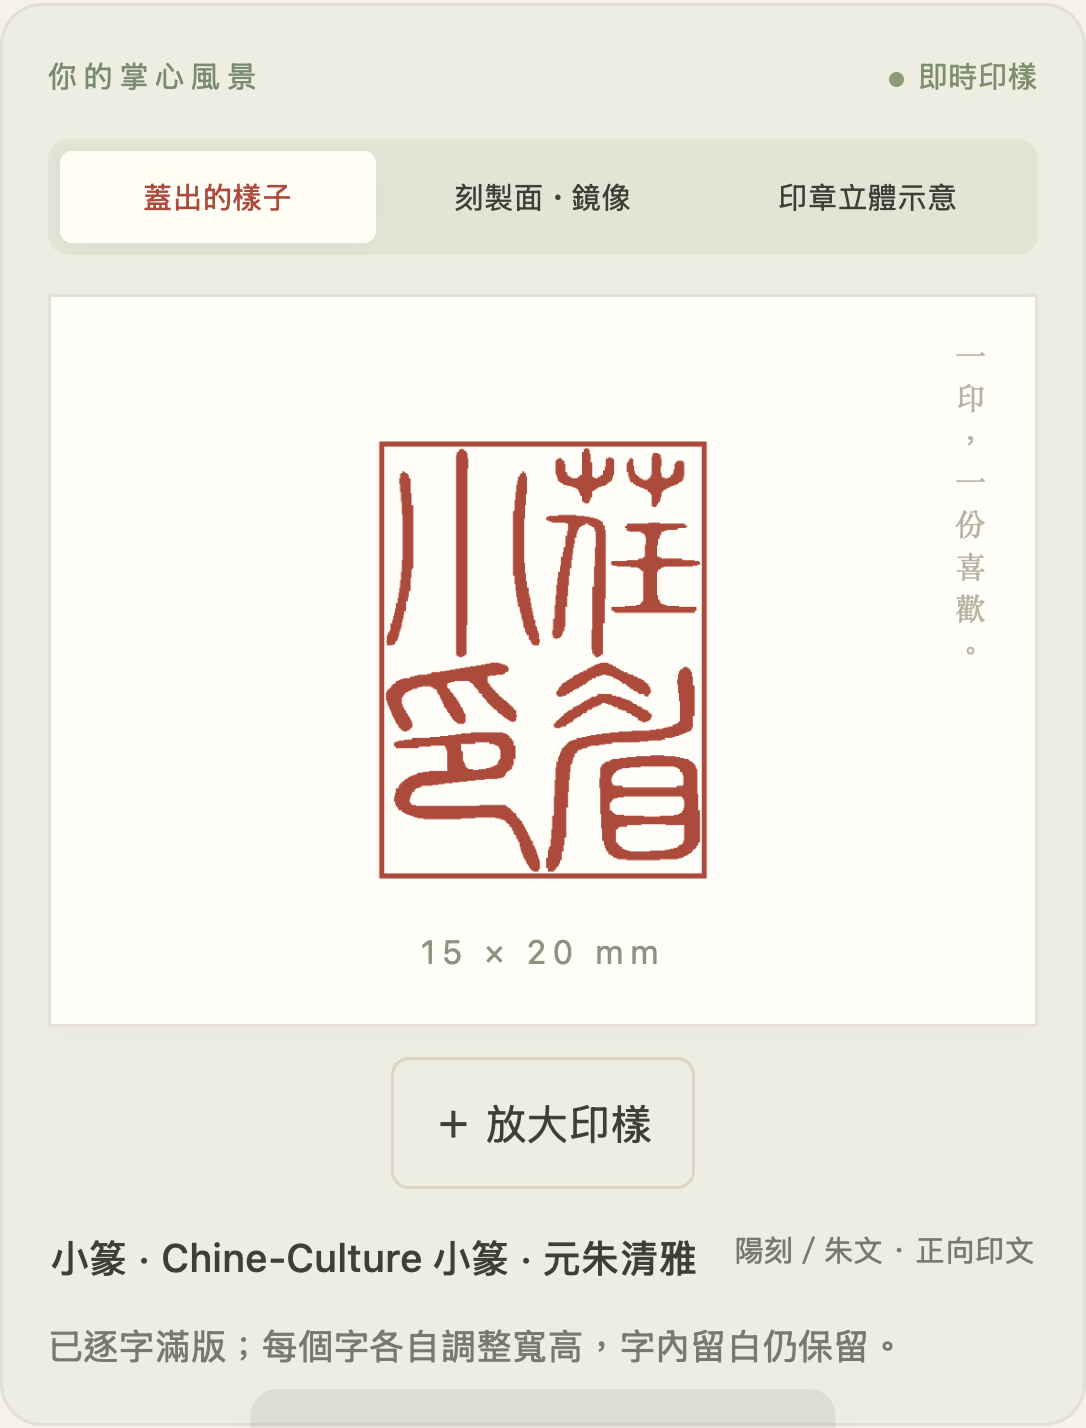 你的掌心風景
即時印樣
蓋出的樣子
刻製面・鏡像
印章立體示意
一印，一份喜歡。
荏眉
小印
15 × 20 mm
+ 放大印樣
小篆 · Chine-Culture 小篆 · 元朱清雅
陽刻 / 朱文 · 正向印文
已逐字滿版；每個字各自調整寬高，字內留白仍保留。